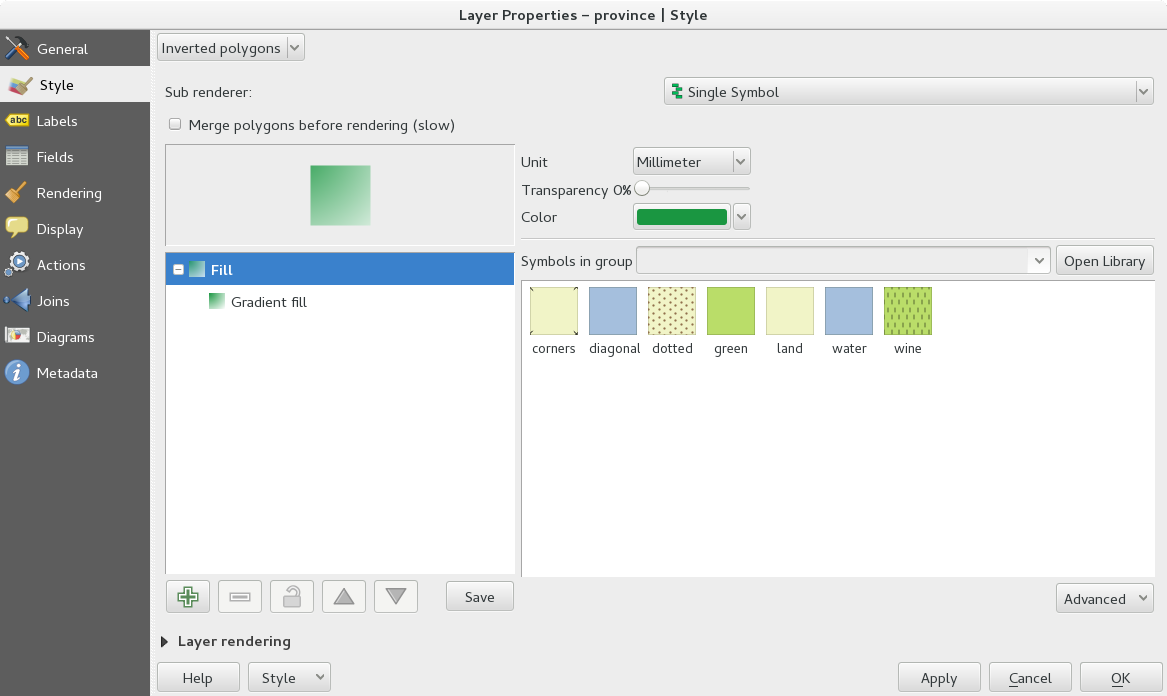 Layer Properties – province | Style
General
Style
abc Labels
Fields
Rendering
Display
Actions
Joins
Diagrams
i Metadata
Inverted polygons
Sub renderer:
Single Symbol
Merge polygons before rendering (slow)
Unit
Millimeter
Transparency 0%
Color
Fill
Gradient fill
Symbols in group
Open Library
corners
diagonal
dotted
green
land
water
wine
Save
Advanced
Layer rendering
Help
Style
Apply
Cancel
OK